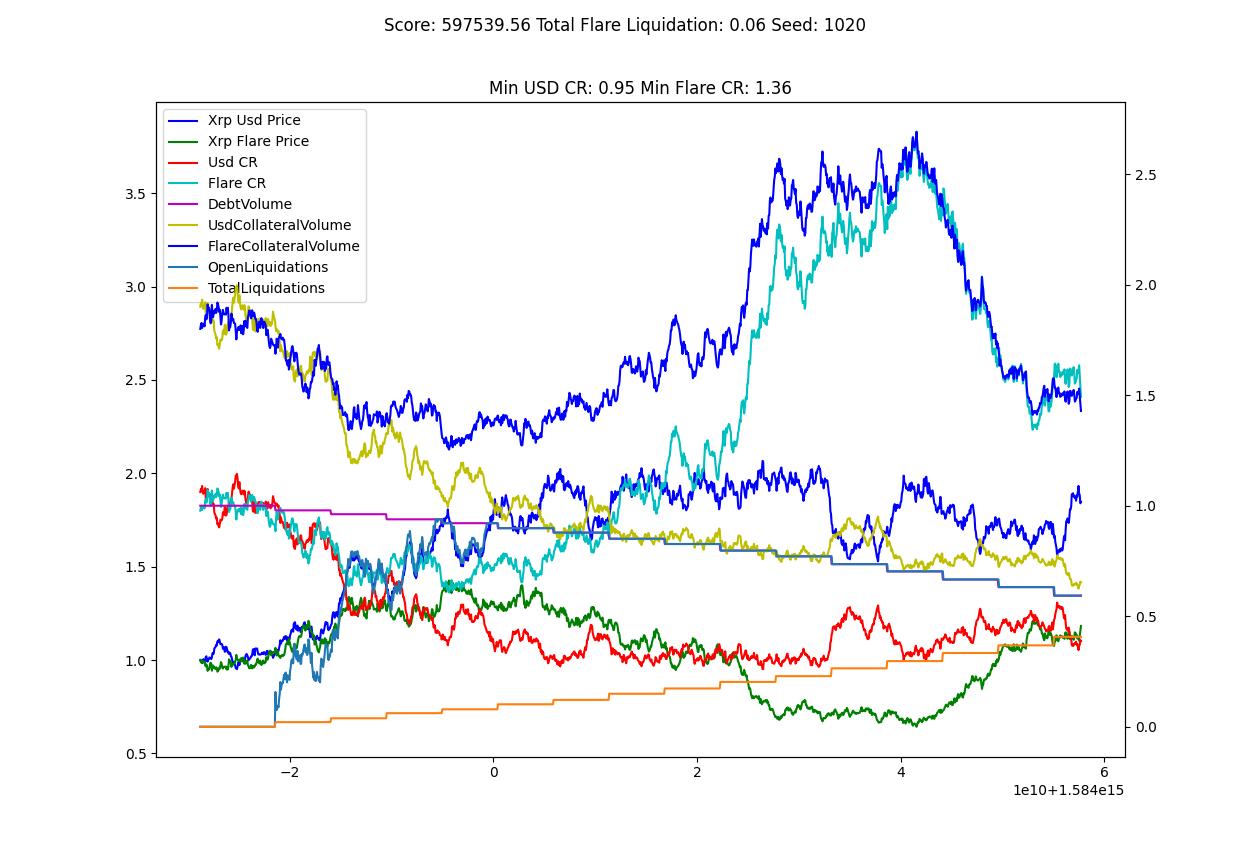 Score: 597539.56 Total Flare Liquidation: 0.06 Seed: 1020
Min USD CR: 0.95 Min Flare CR: 1.36
Xrp Usd Price
Xrp Flare Price
Usd CR
Flare CR
DebtVolume
UsdCollateralVolume
FlareCollateralVolume
OpenLiquidations
TotalLiquidations
3.5
3.0
2.5
2.0
1.5
1.0
0.5
2.5
2.0
1.5
1.0
0.5
0.0
−2 0 2 4 6
1e10+1.584e15